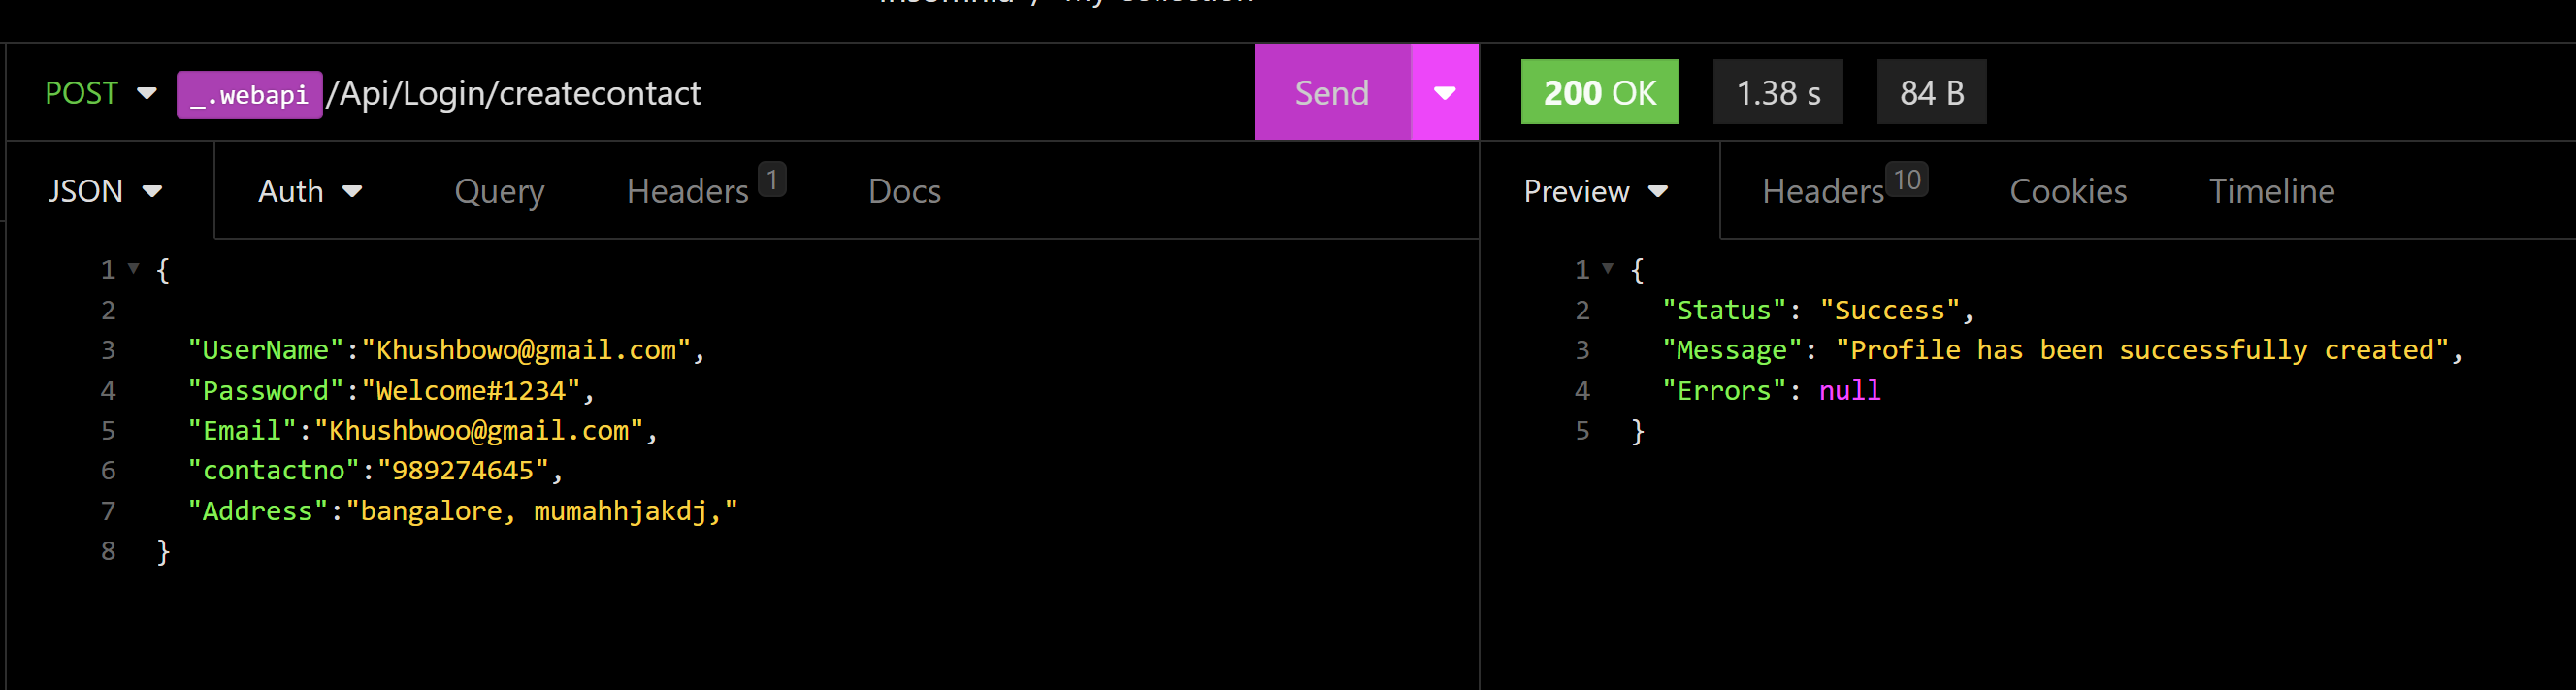 Insomnia / My Collection
POST _.webapi/Api/Login/createcontact Send 200 OK 1.38 s 84 B
JSON Auth Query Headers 1 Docs Preview Headers 10 Cookies Timeline
1 {
2
3 "UserName":"Khushbowo@gmail.com",
4 "Password":"Welcome#1234",
5 "Email":"Khushbwoo@gmail.com",
6 "contactno":"989274645",
7 "Address":"bangalore, mumahhjakdj,"
8 }
1 {
2 "Status": "Success",
3 "Message": "Profile has been successfully created",
4 "Errors": null
5 }